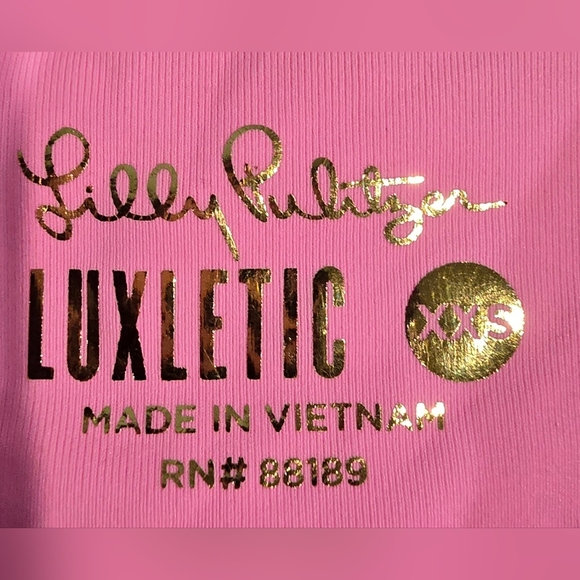 Lilly Pulitzer
LUXLETIC
XXS
MADE IN VIETNAM
RN# 88189